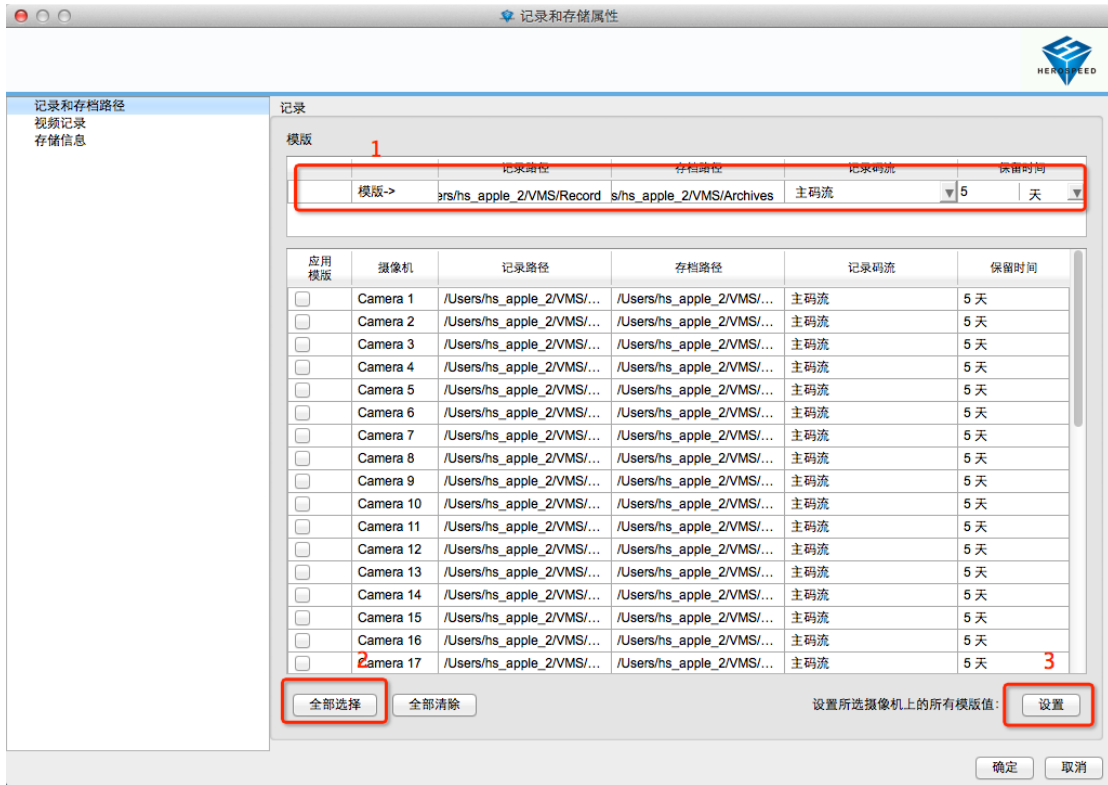 记录和存储属性
HEROSPEED
记录和存档路径
视频记录
存储信息
记录
模版
1
记录路径 存档路径 记录码流 保留时间
模版-> ers/hs_apple_2/VMS/Record s/hs_apple_2/VMS/Archives 主码流 5 天
应用模版 摄像机 记录路径 存档路径 记录码流 保留时间
Camera 1 /Users/hs_apple_2/VMS/... /Users/hs_apple_2/VMS/... 主码流 5 天
Camera 2 /Users/hs_apple_2/VMS/... /Users/hs_apple_2/VMS/... 主码流 5 天
Camera 3 /Users/hs_apple_2/VMS/... /Users/hs_apple_2/VMS/... 主码流 5 天
Camera 4 /Users/hs_apple_2/VMS/... /Users/hs_apple_2/VMS/... 主码流 5 天
Camera 5 /Users/hs_apple_2/VMS/... /Users/hs_apple_2/VMS/... 主码流 5 天
Camera 6 /Users/hs_apple_2/VMS/... /Users/hs_apple_2/VMS/... 主码流 5 天
Camera 7 /Users/hs_apple_2/VMS/... /Users/hs_apple_2/VMS/... 主码流 5 天
Camera 8 /Users/hs_apple_2/VMS/... /Users/hs_apple_2/VMS/... 主码流 5 天
Camera 9 /Users/hs_apple_2/VMS/... /Users/hs_apple_2/VMS/... 主码流 5 天
Camera 10 /Users/hs_apple_2/VMS/... /Users/hs_apple_2/VMS/... 主码流 5 天
Camera 11 /Users/hs_apple_2/VMS/... /Users/hs_apple_2/VMS/... 主码流 5 天
Camera 12 /Users/hs_apple_2/VMS/... /Users/hs_apple_2/VMS/... 主码流 5 天
Camera 13 /Users/hs_apple_2/VMS/... /Users/hs_apple_2/VMS/... 主码流 5 天
Camera 14 /Users/hs_apple_2/VMS/... /Users/hs_apple_2/VMS/... 主码流 5 天
Camera 15 /Users/hs_apple_2/VMS/... /Users/hs_apple_2/VMS/... 主码流 5 天
Camera 16 /Users/hs_apple_2/VMS/... /Users/hs_apple_2/VMS/... 主码流 5 天
Camera 17 /Users/hs_apple_2/VMS/... /Users/hs_apple_2/VMS/... 主码流 5 天
2 3
全部选择 全部清除 设置所选摄像机上的所有模版值: 设置
确定 取消